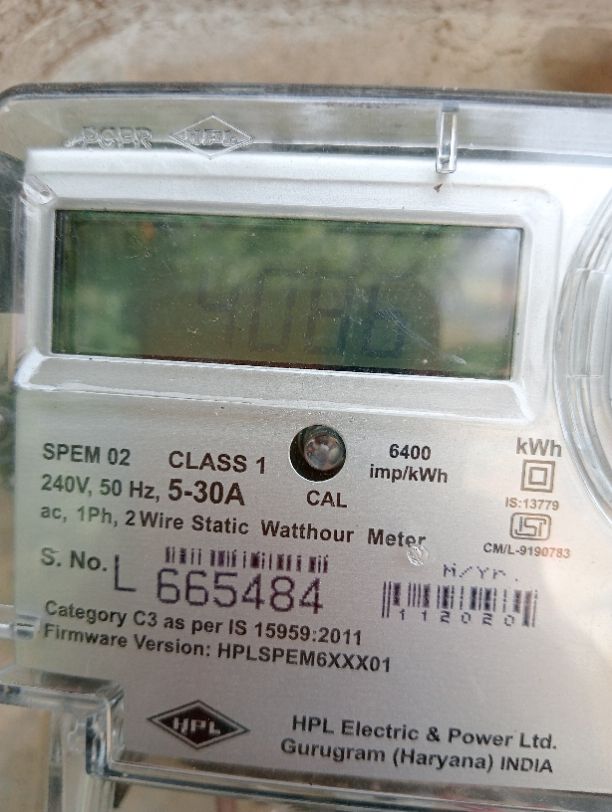 HPL
SPEM 02 CLASS 1
6400
imp/kWh
kWh
240V, 50 Hz, 5-30A
CAL
IS:13779
ac, 1Ph, 2 Wire Static Watthour Meter
ISI
CM/L-9190783
S. No. L 665484
M/Yr.
112020
Category C3 as per IS 15959:2011
Firmware Version: HPLSPEM6XXX01
HPL
HPL Electric & Power Ltd.
Gurugram (Haryana) INDIA